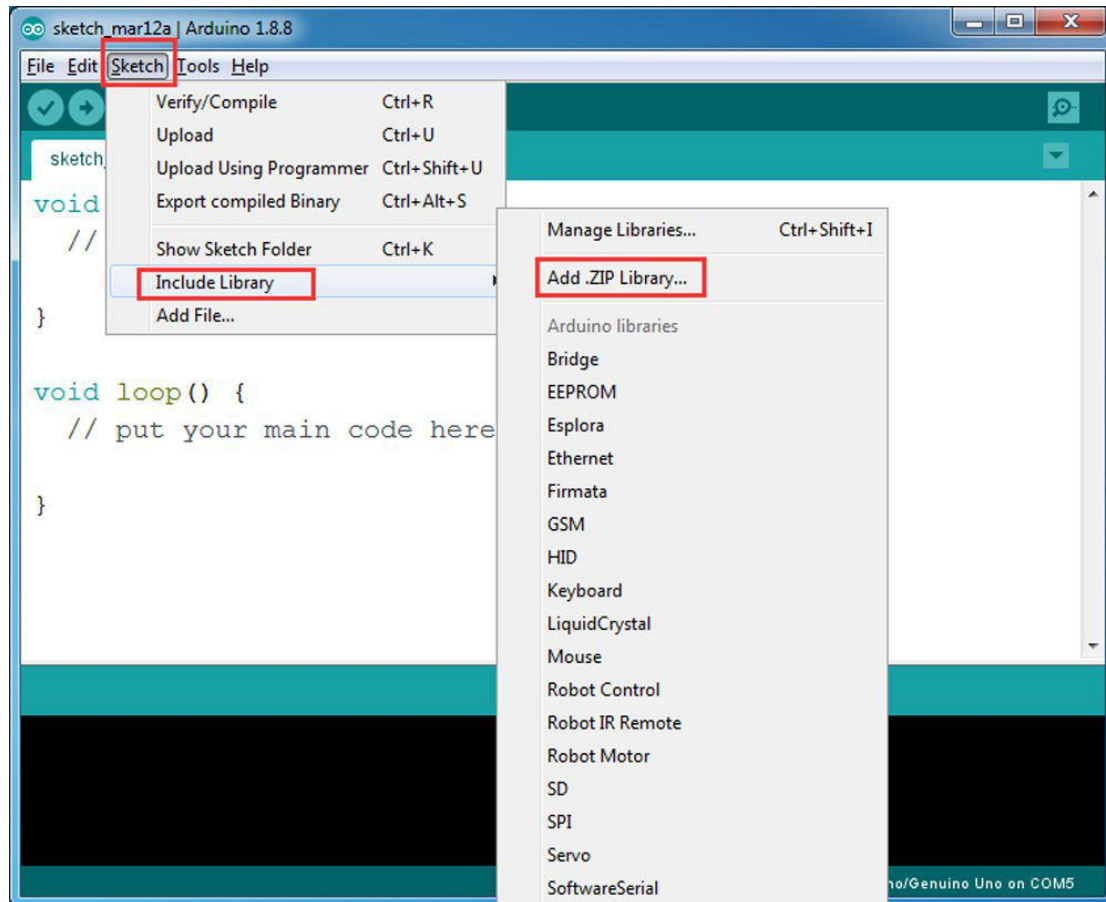 sketch_mar12a | Arduino 1.8.8
File Edit Sketch Tools Help
Verify/Compile Ctrl+R
Upload Ctrl+U
Upload Using Programmer Ctrl+Shift+U
Export compiled Binary Ctrl+Alt+S
Show Sketch Folder Ctrl+K
Include Library
Add File...
Manage Libraries... Ctrl+Shift+I
Add .ZIP Library...
Arduino libraries
Bridge
EEPROM
Esplora
Ethernet
Firmata
GSM
HID
Keyboard
LiquidCrystal
Mouse
Robot Control
Robot IR Remote
Robot Motor
SD
SPI
Servo
SoftwareSerial
sketch_
void
//
}
void loop() {
// put your main code here
}
no/Genuino Uno on COM5